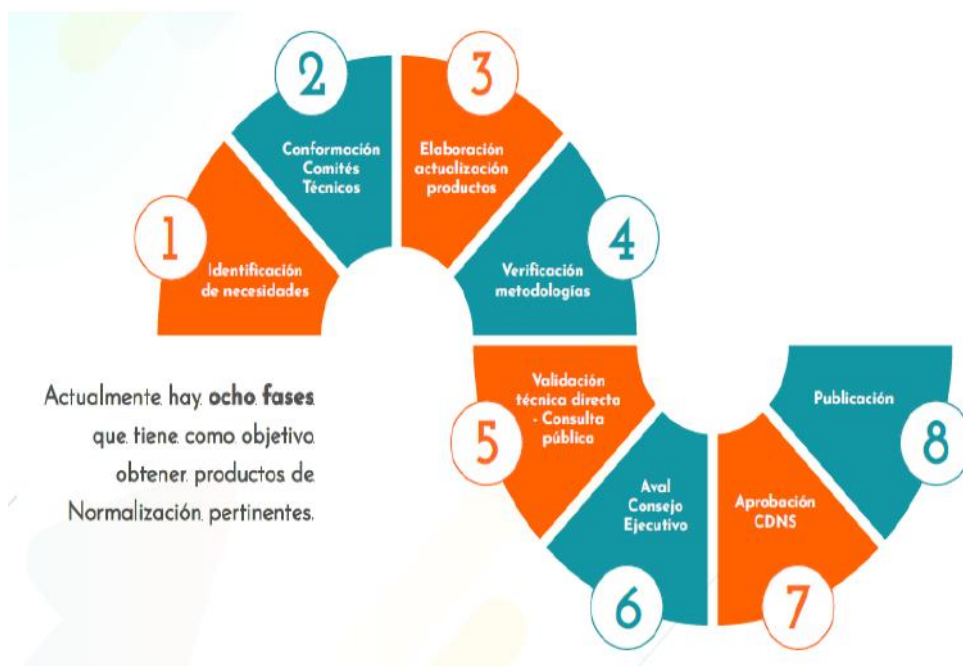 1
Identificación
de necesidades
2
Conformación
Comités
Técnicos
3
Elaboración
actualización
productos
4
Verificación
metodologías
5
Validación
técnica directa
- Consulta
pública
6
Aval
Consejo
Ejecutivo
7
Aprobación
CDNS
8
Publicación
Actualmente hay ocho fases
que tiene como objetivo
obtener productos de
Normalización pertinentes.